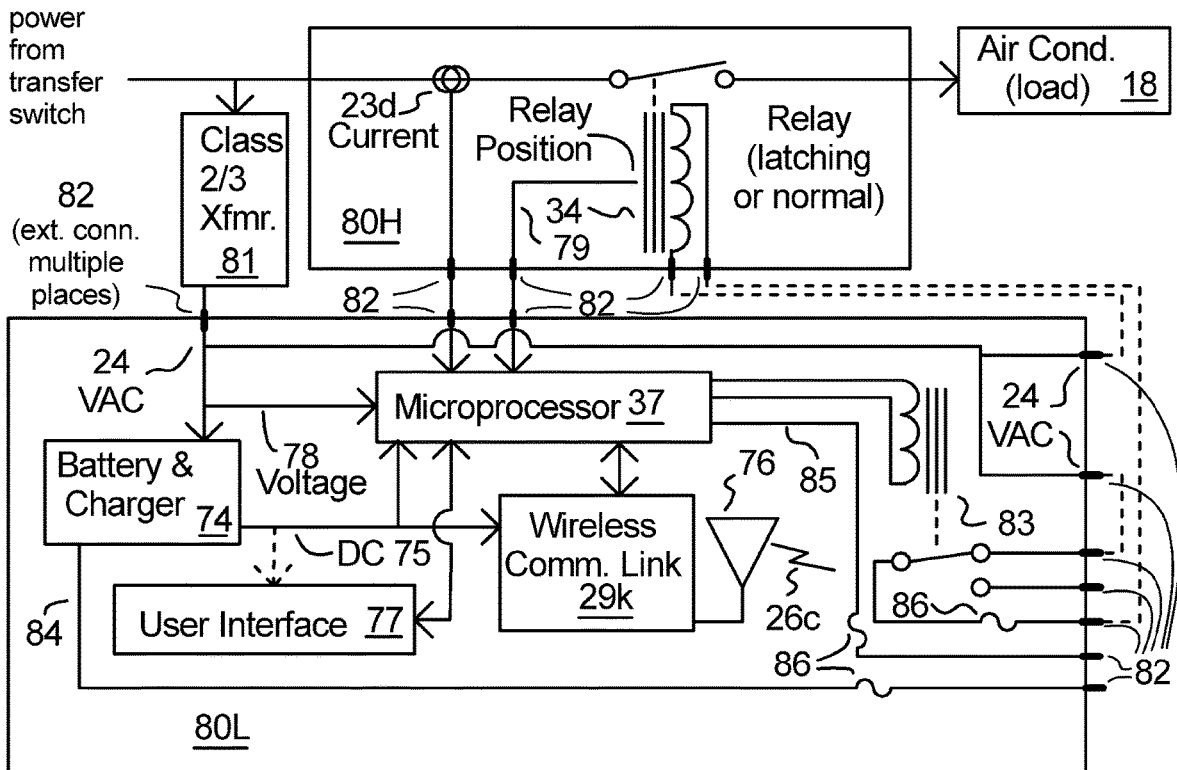 power
from
transfer
switch
23d
Current
Relay
Position
Relay
(latching
or normal)
34
79
80H
Air Cond.
(load) 18
Class
2/3
Xfmr.
81
82
(ext. conn.
multiple
places)
82
82
24
VAC
Microprocessor 37
24
VAC
78
Voltage
85
76
83
Battery &
Charger 74
DC 75
Wireless
Comm. Link
29k
26c
User Interface 77
84
86
86
82
80L